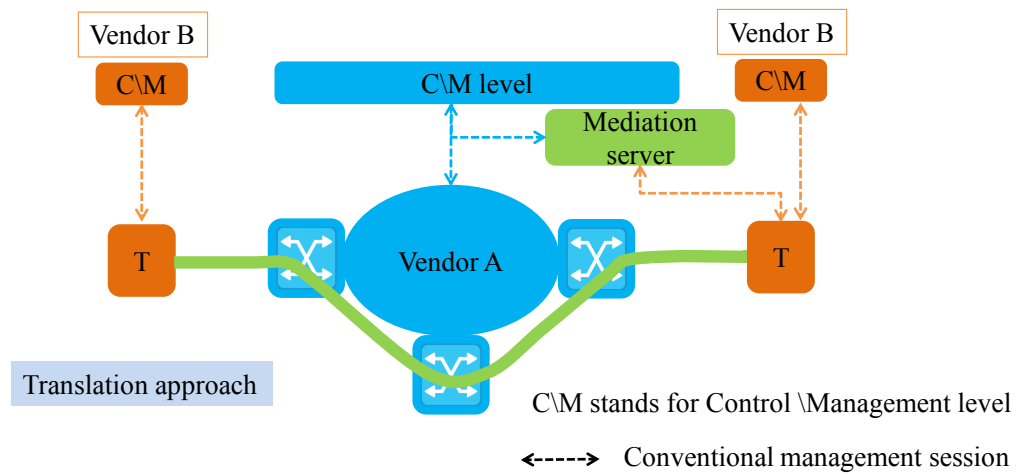 Vendor B
Vendor B
C\M
C\M level
C\M
Mediation
server
T
Vendor A
T
Translation approach
C\M stands for Control \Management level
Conventional management session